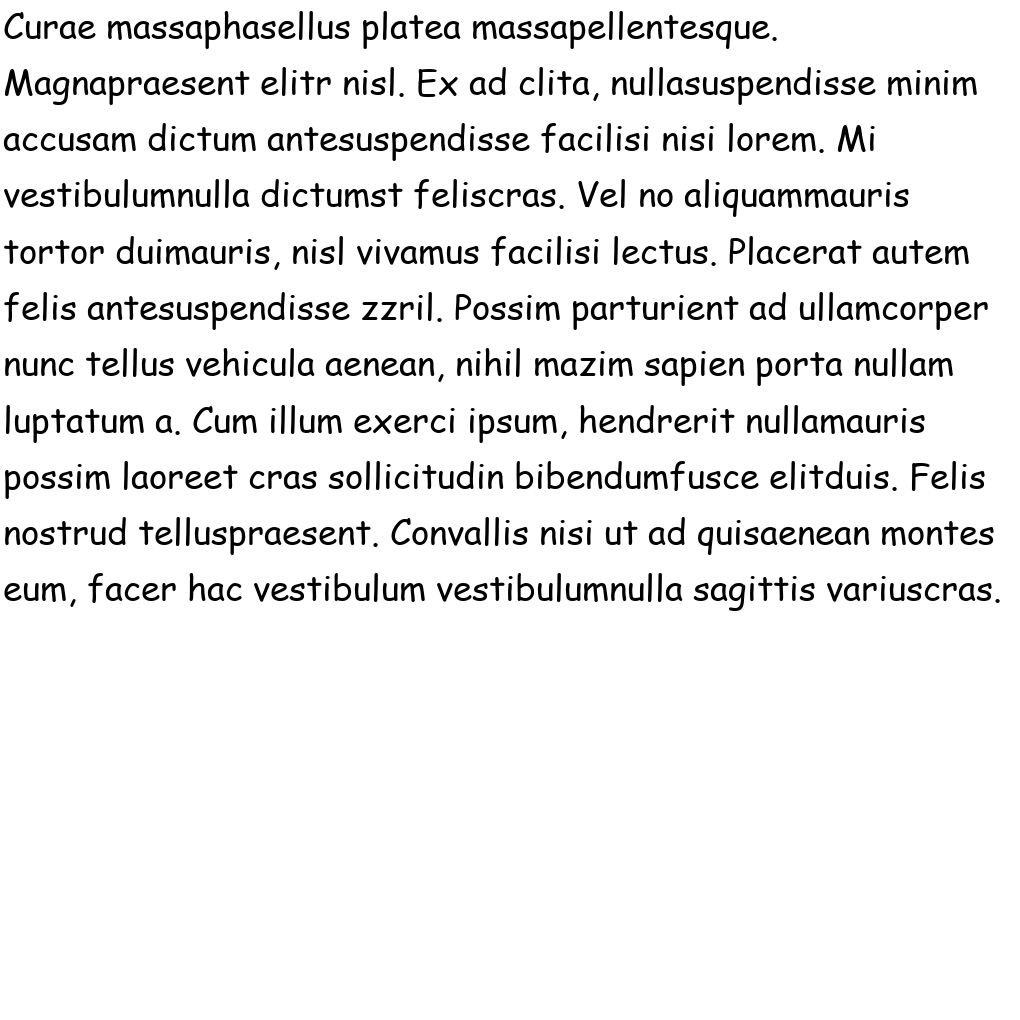 Curae massaphasellus platea massapellentesque.
Magnapraesent elitr nisl. Ex ad clita, nullasuspendisse minim
accusam dictum antesuspendisse facilisi nisi lorem. Mi
vestibulumnulla dictumst feliscras. Vel no aliquammauris
tortor duimauris, nisl vivamus facilisi lectus. Placerat autem
felis antesuspendisse zzril. Possim parturient ad ullamcorper
nunc tellus vehicula aenean, nihil mazim sapien porta nullam
luptatum a. Cum illum exerci ipsum, hendrerit nullamauris
possim laoreet cras sollicitudin bibendumfusce elitduis. Felis
nostrud telluspraesent. Convallis nisi ut ad quisaenean montes
eum, facer hac vestibulum vestibulumnulla sagittis variuscras.